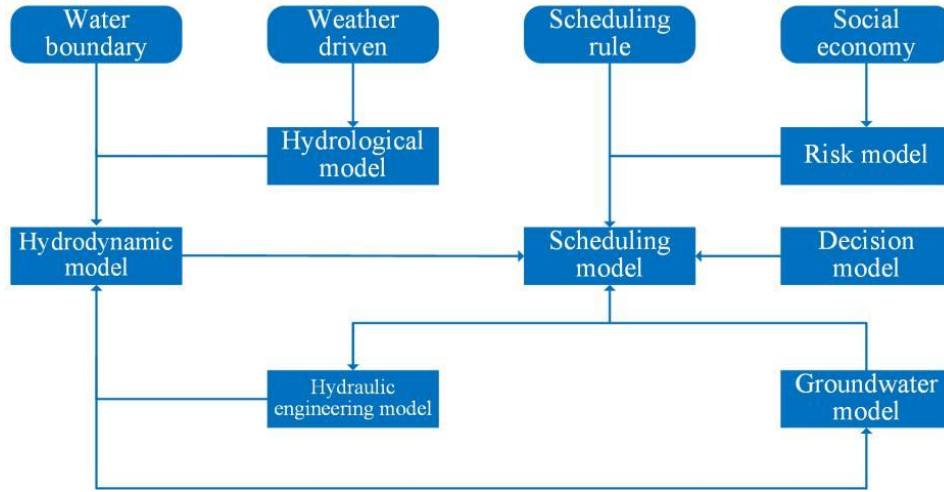 Water
boundary
Weather
driven
Scheduling
rule
Social
economy
Hydrological
model
Risk model
Hydrodynamic
model
Scheduling
model
Decision
model
Hydraulic
engineering model
Groundwater
model